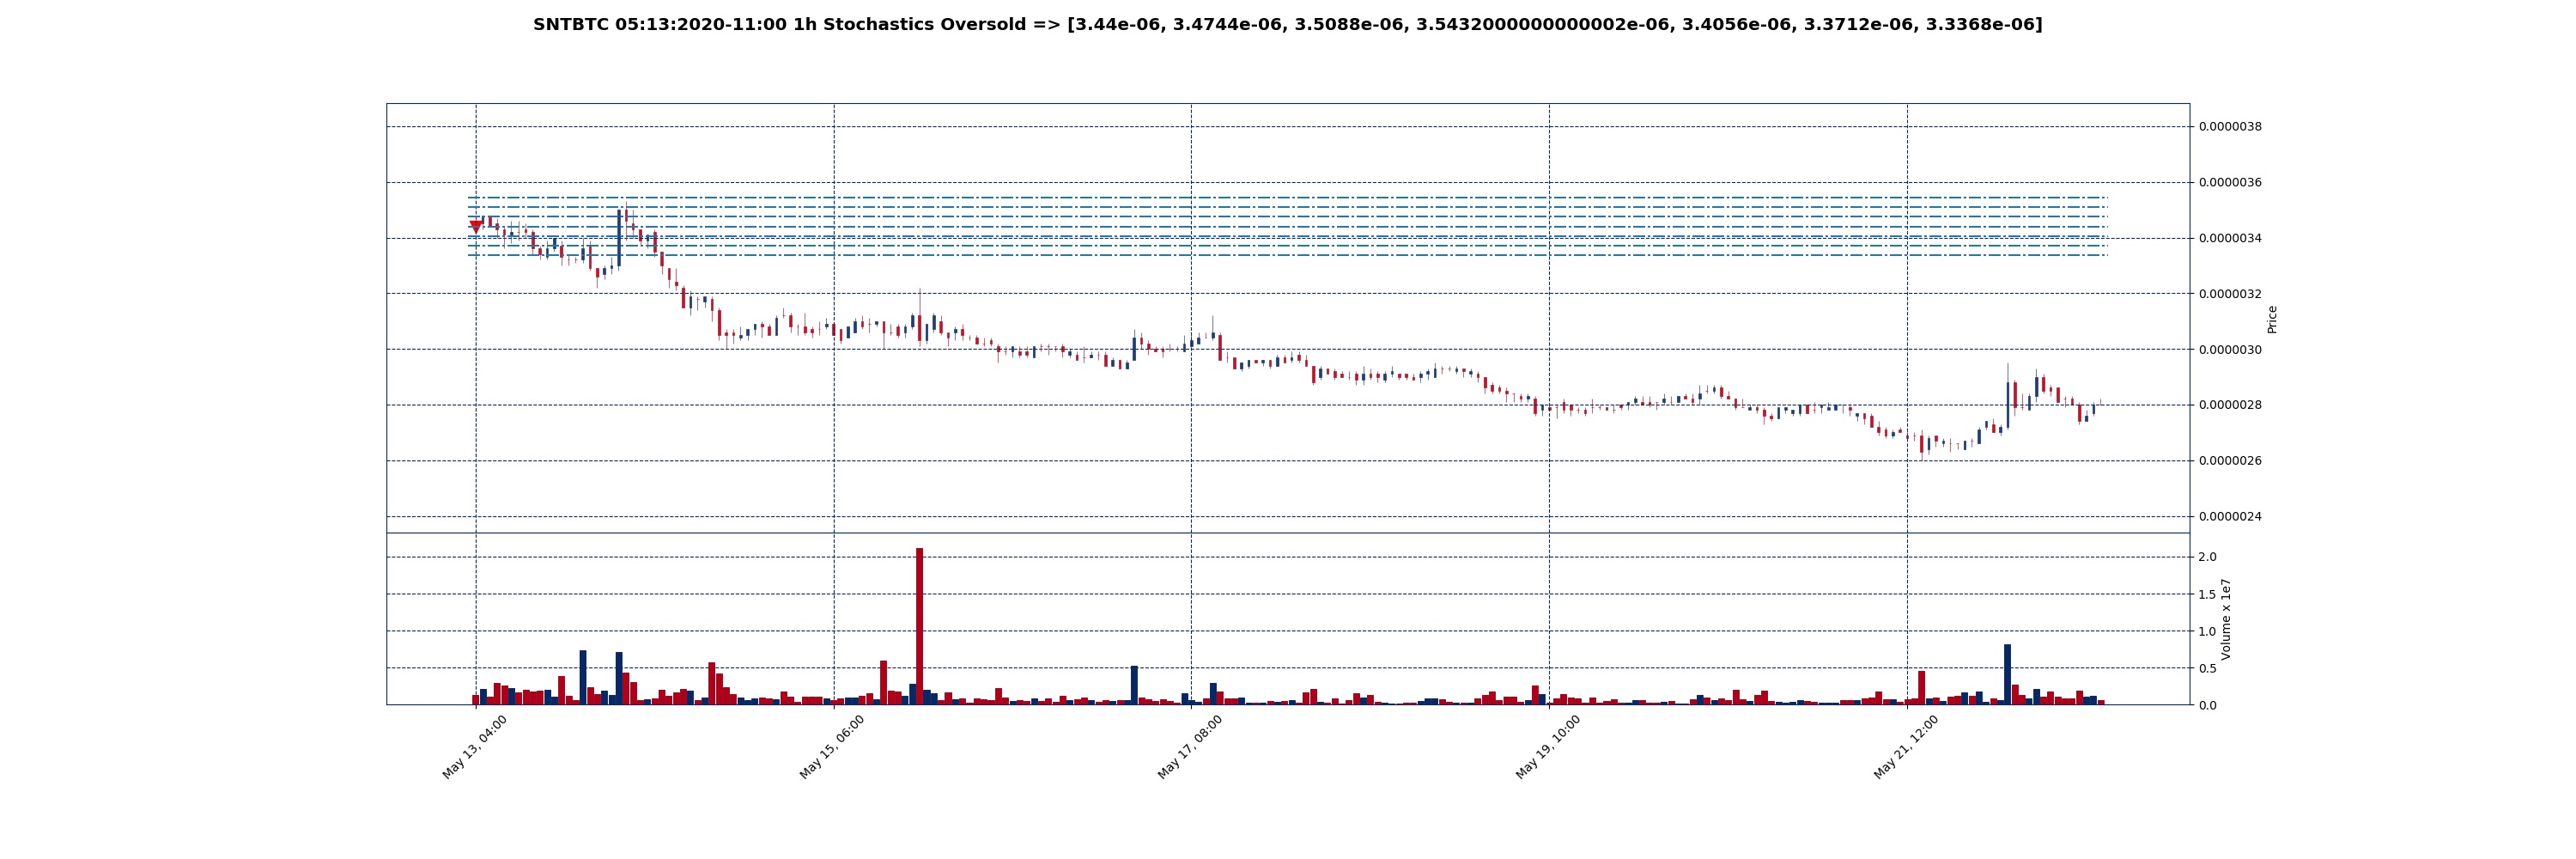 SNTBTC 05:13:2020-11:00 1h Stochastics Oversold => [3.44e-06, 3.4744e-06, 3.5088e-06, 3.5432000000000002e-06, 3.4056e-06, 3.3712e-06, 3.3368e-06]
0.0000038
0.0000036
0.0000034
0.0000032
0.0000030
0.0000028
0.0000026
0.0000024
Price
2.0
1.5
1.0
0.5
0.0
Volume x 1e7
May 13, 04:00
May 15, 06:00
May 17, 08:00
May 19, 10:00
May 21, 12:00